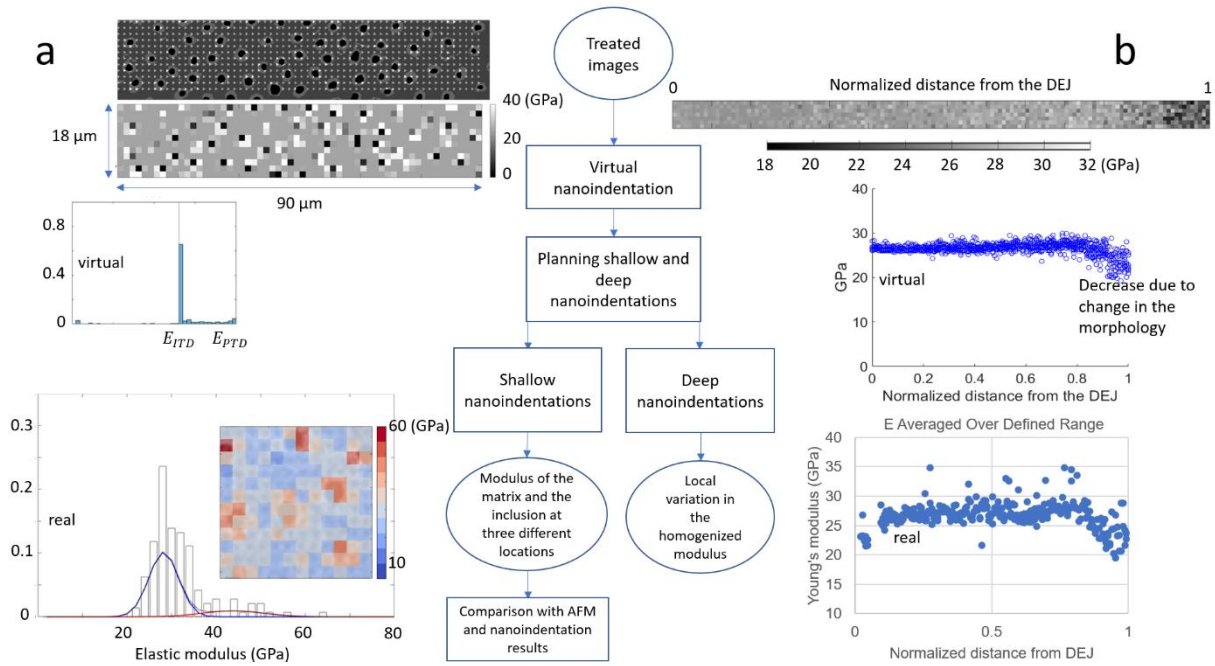 a
40 (GPa)
20
0
18 µm
90 µm
0.8
0.4
0
virtual
E_ITD
E_PTD
0.3
0.2
0.1
0
real
60 (GPa)
10
20
40
60
80
Elastic modulus (GPa)
Treated
images
Virtual
nanoindentation
Planning shallow and
deep
nanoindentations
Shallow
nanoindentations
Deep
nanoindentations
Modulus of the
matrix and the
inclusion at
three different
locations
Local
variation in
the
homogenized
modulus
Comparison with AFM
and nanoindentation
results
b
0
Normalized distance from the DEJ
1
18 20 22 24 26 28 30 32 (GPa)
40
30
20
10
0
GPa
virtual
Decrease due to
change in the
morphology
0 0.2 0.4 0.6 0.8 1
Normalized distance from the DEJ
E Averaged Over Defined Range
Young's modulus (GPa)
40
35
30
25
20
15
10
real
0 0.5 1
Normalized distance from DEJ